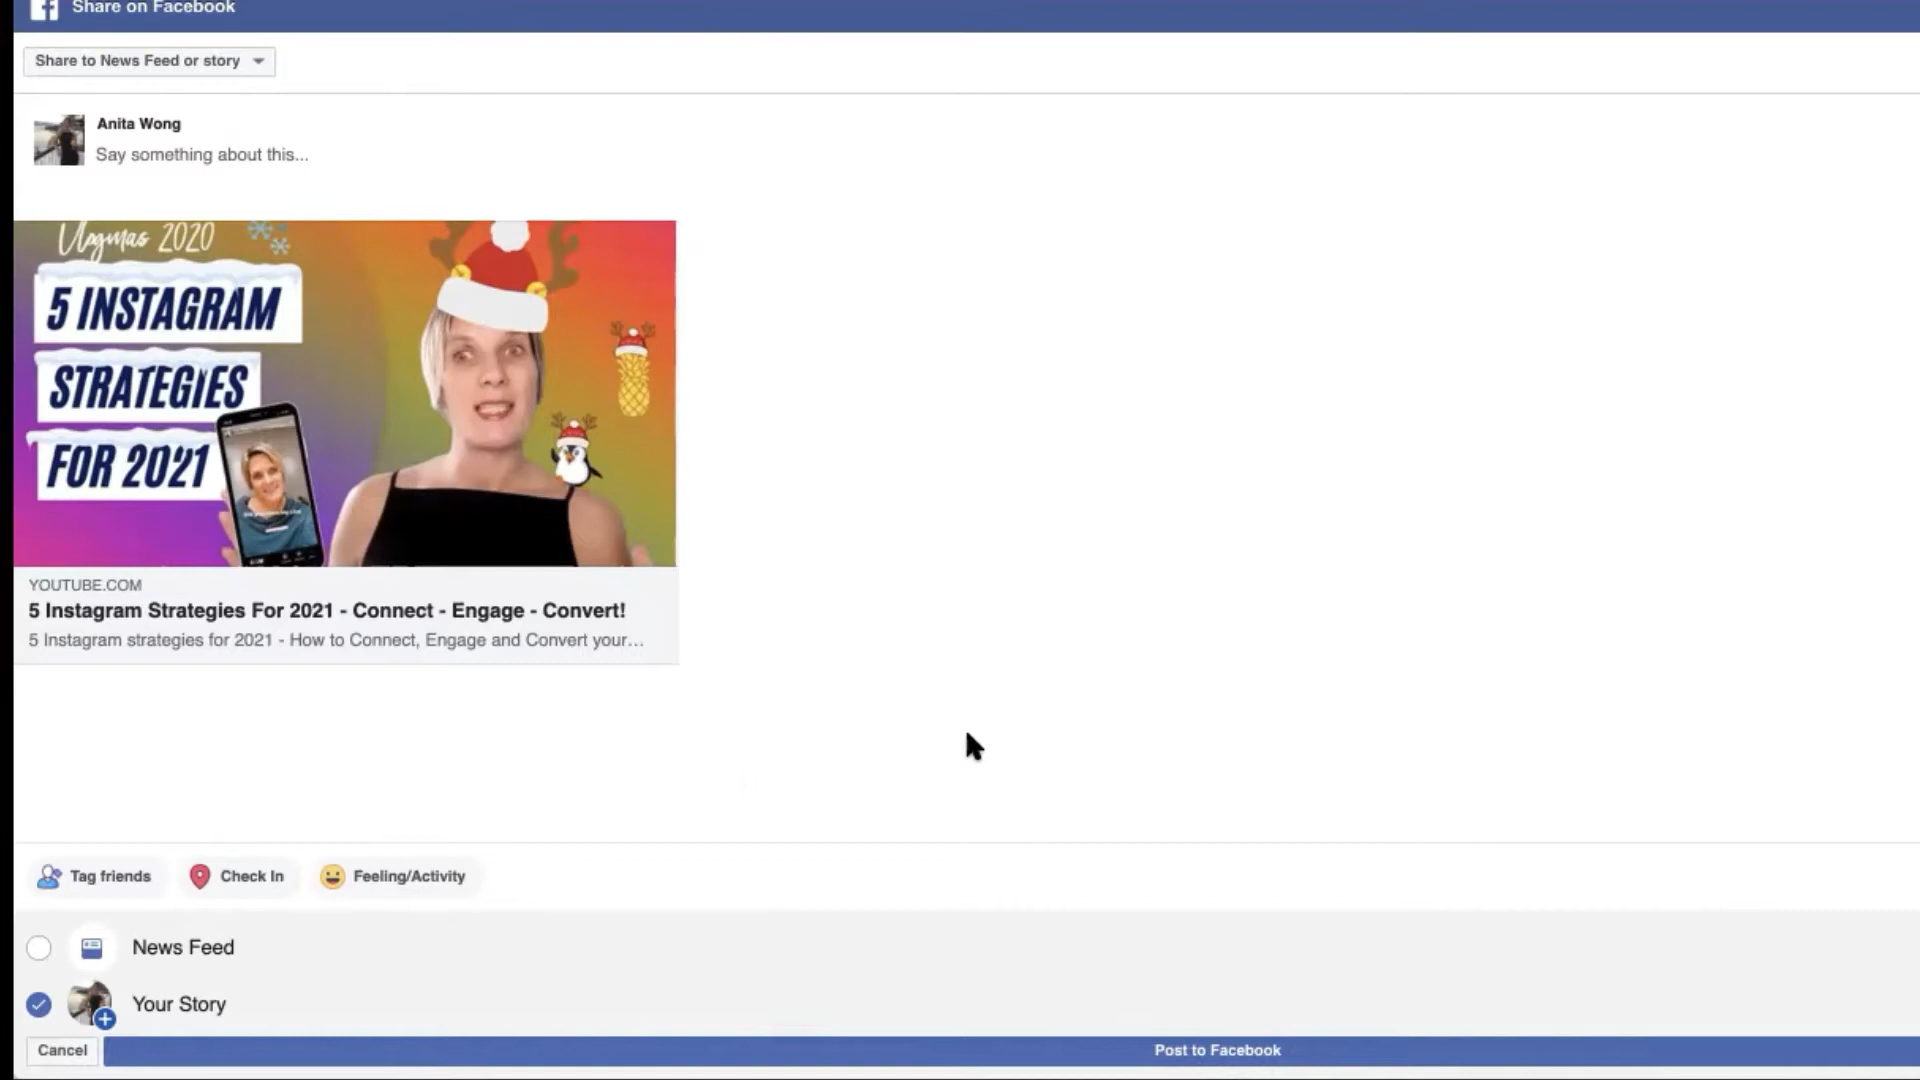 Share on Facebook
Share to News Feed or story
Anita Wong
Say something about this...
Vlogmas 2020
5 INSTAGRAM
STRATEGIES
FOR 2021
YOUTUBE.COM
5 Instagram Strategies For 2021 - Connect - Engage - Convert!
5 Instagram strategies for 2021 - How to Connect, Engage and Convert your...
Tag friends
Check In
Feeling/Activity
News Feed
Your Story
Cancel
Post to Facebook